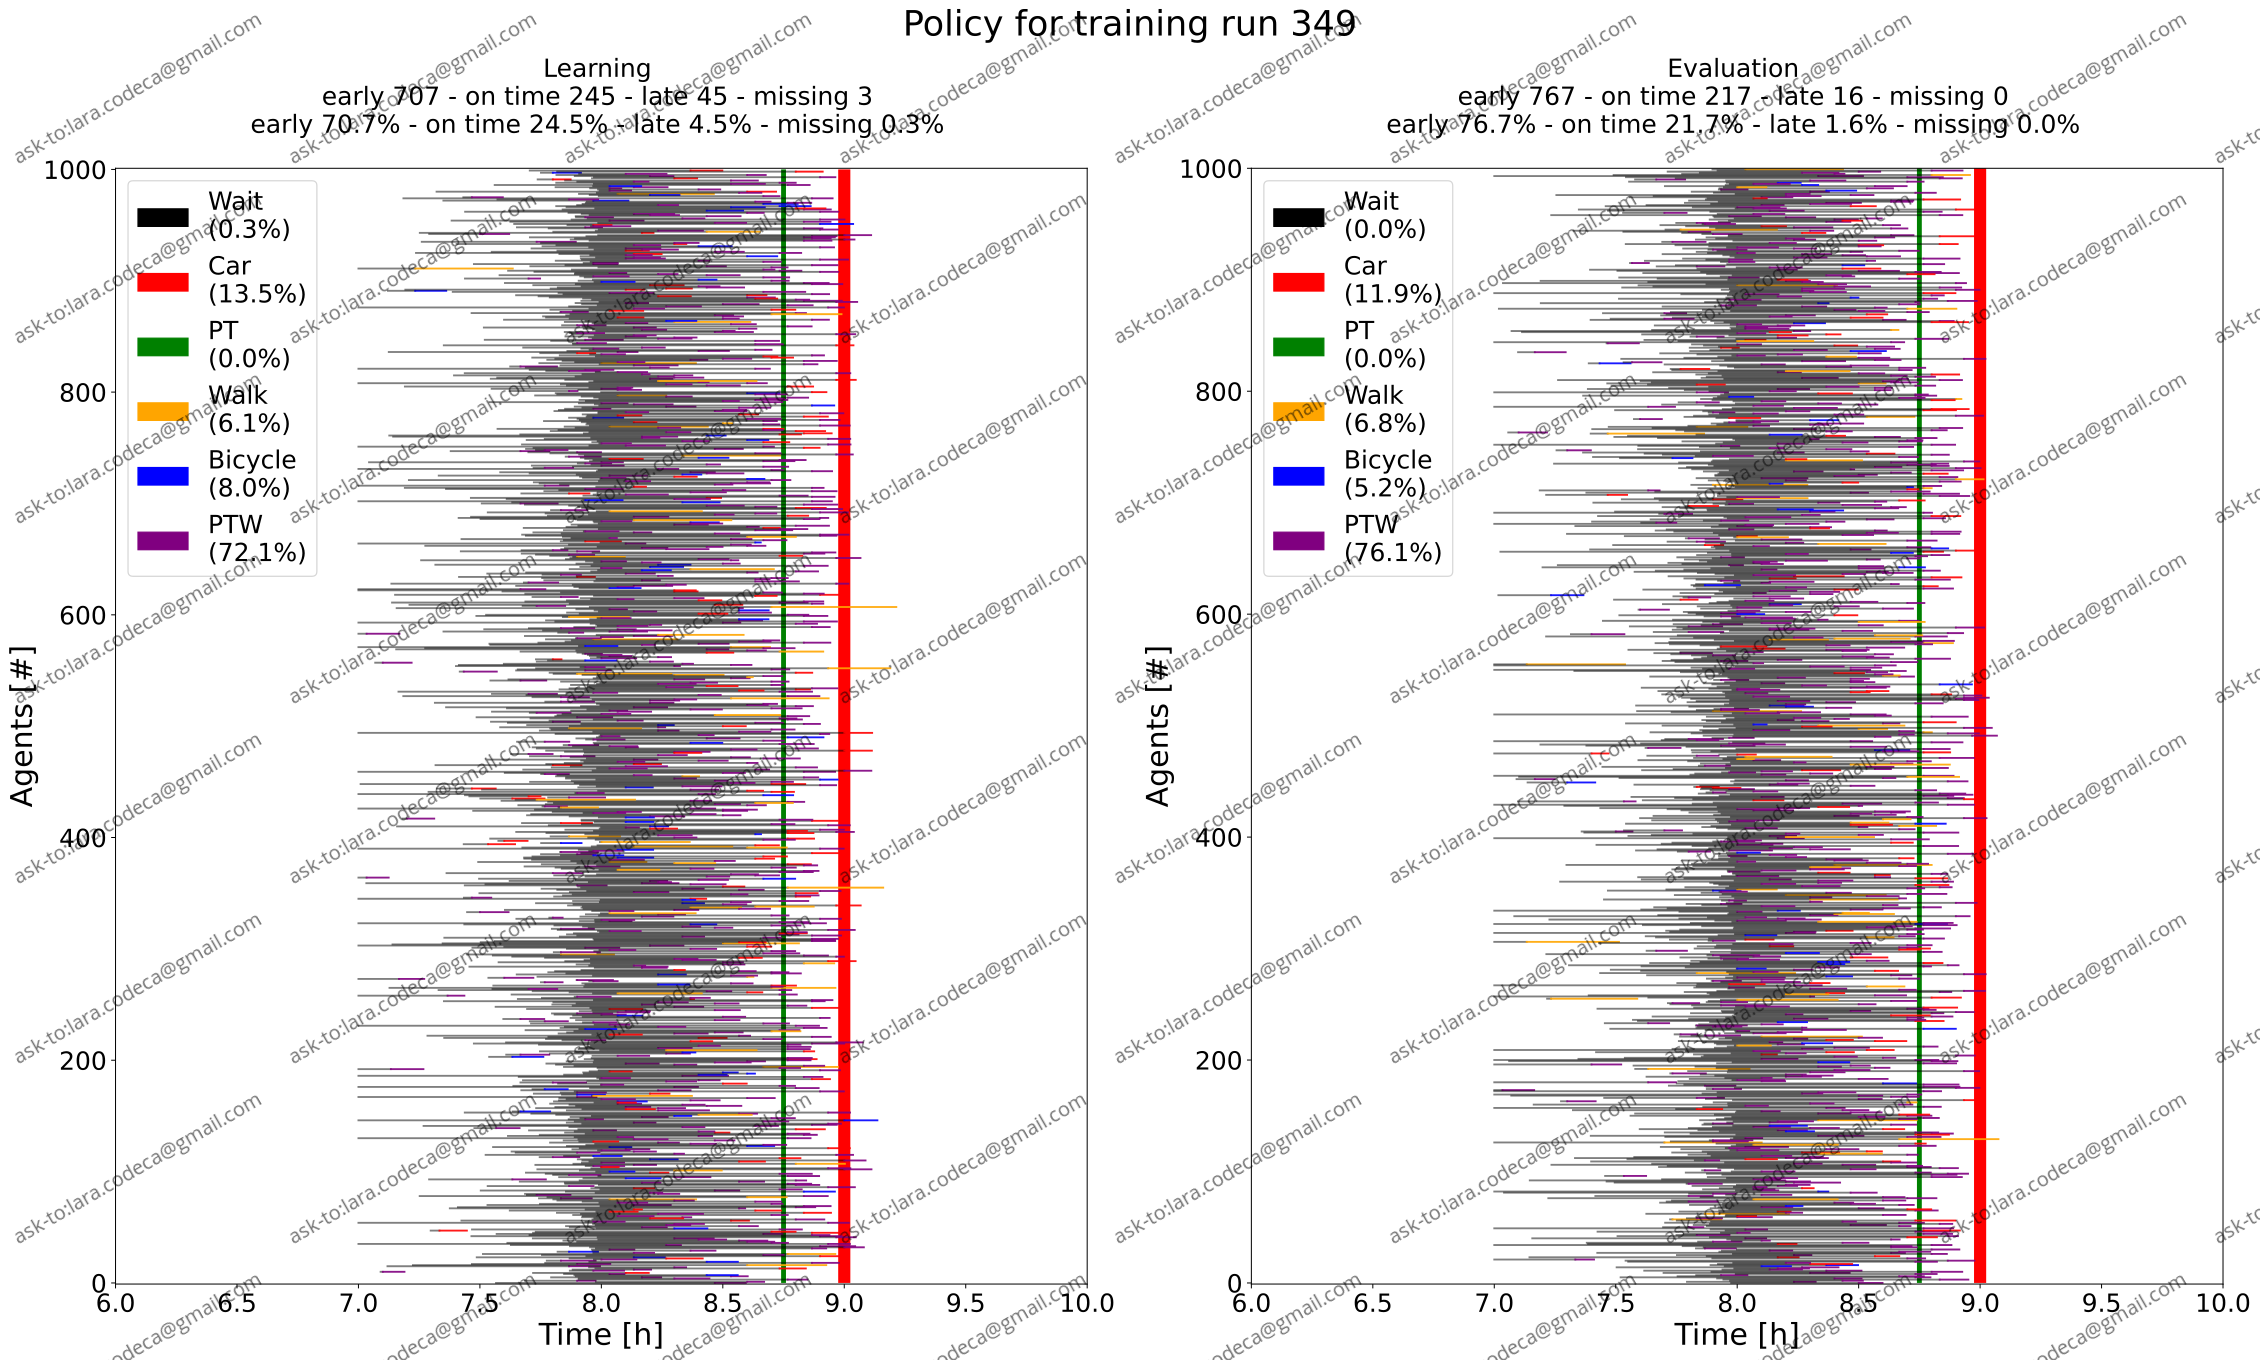 Policy for training run 349
Learning
early 707 - on time 245 - late 45 - missing 3
early 70.7% - on time 24.5% - late 4.5% - missing 0.3%
Agents [#]
1000
800
600
400
200
0
Wait
(0.3%)
Car
(13.5%)
PT
(0.0%)
Walk
(6.1%)
Bicycle
(8.0%)
PTW
(72.1%)
6.0 6.5 7.0 7.5 8.0 8.5 9.0 9.5 10.0
Time [h]
Evaluation
early 767 - on time 217 - late 16 - missing 0
early 76.7% - on time 21.7% - late 1.6% - missing 0.0%
Agents [#]
1000
800
600
400
200
0
Wait
(0.0%)
Car
(11.9%)
PT
(0.0%)
Walk
(6.8%)
Bicycle
(5.2%)
PTW
(76.1%)
6.0 6.5 7.0 7.5 8.0 8.5 9.0 9.5 10.0
Time [h]
ask-to:lara.codeca@gmail.com